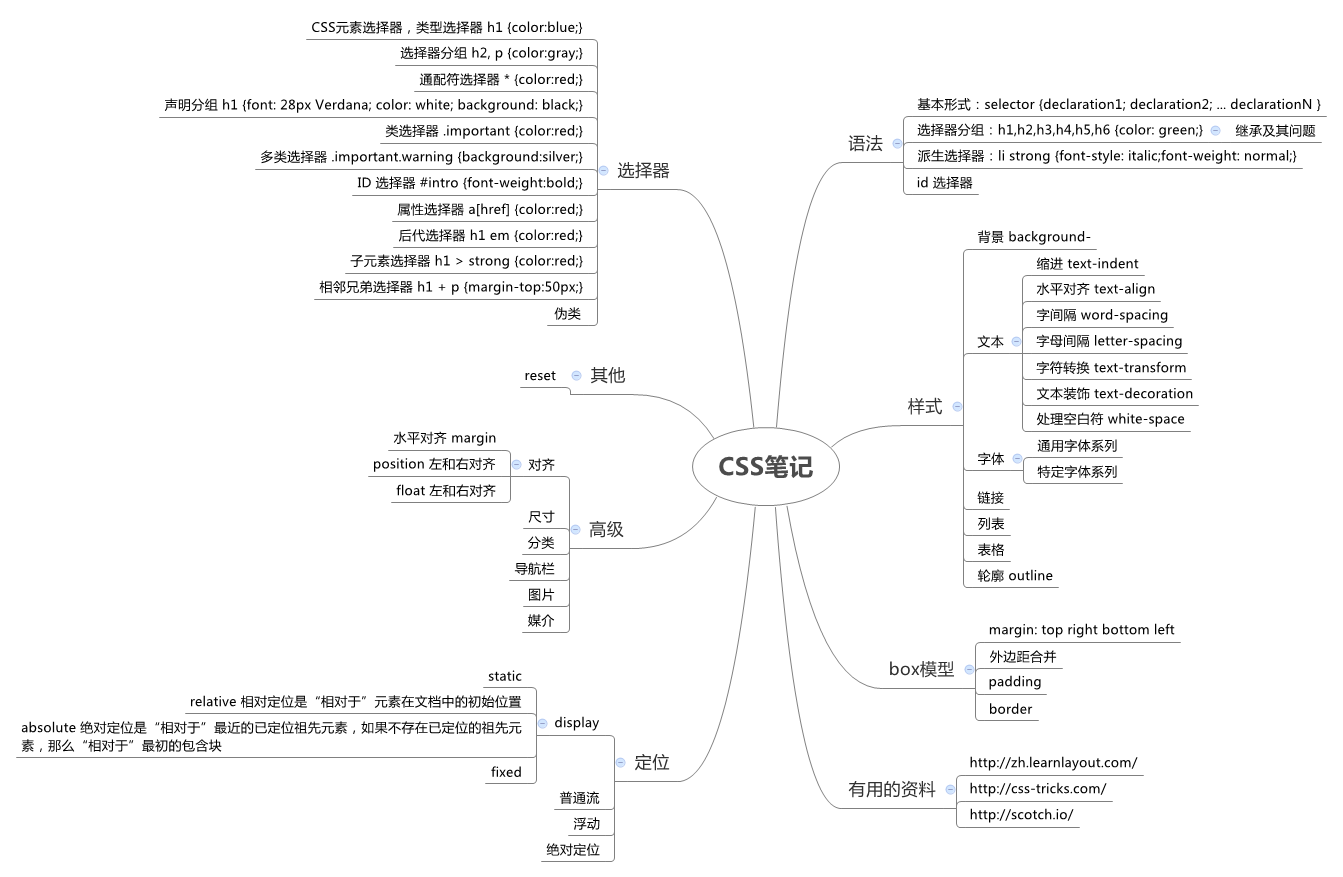 CSS笔记
语法
基本形式：selector {declaration1; declaration2; ... declarationN }
选择器分组：h1,h2,h3,h4,h5,h6 {color: green;}
继承及其问题
派生选择器：li strong {font-style: italic;font-weight: normal;}
id 选择器
样式
背景 background-
文本
缩进 text-indent
水平对齐 text-align
字间隔 word-spacing
字母间隔 letter-spacing
字符转换 text-transform
文本装饰 text-decoration
处理空白符 white-space
字体
通用字体系列
特定字体系列
链接
列表
表格
轮廓 outline
box模型
margin: top right bottom left
外边距合并
padding
border
有用的资料
http://zh.learnlayout.com/
http://css-tricks.com/
http://scotch.io/
选择器
CSS元素选择器，类型选择器 h1 {color:blue;}
选择器分组 h2, p {color:gray;}
通配符选择器 * {color:red;}
声明分组 h1 {font: 28px Verdana; color: white; background: black;}
类选择器 .important {color:red;}
多类选择器 .important.warning {background:silver;}
ID 选择器 #intro {font-weight:bold;}
属性选择器 a[href] {color:red;}
后代选择器 h1 em {color:red;}
子元素选择器 h1 > strong {color:red;}
相邻兄弟选择器 h1 + p {margin-top:50px;}
伪类
其他
reset
高级
对齐
水平对齐 margin
position 左和右对齐
float 左和右对齐
尺寸
分类
导航栏
图片
媒介
定位
display
static
relative 相对定位是“相对于”元素在文档中的初始位置
absolute 绝对定位是“相对于”最近的已定位祖先元素，如果不存在已定位的祖先元
素，那么“相对于”最初的包含块
fixed
普通流
浮动
绝对定位